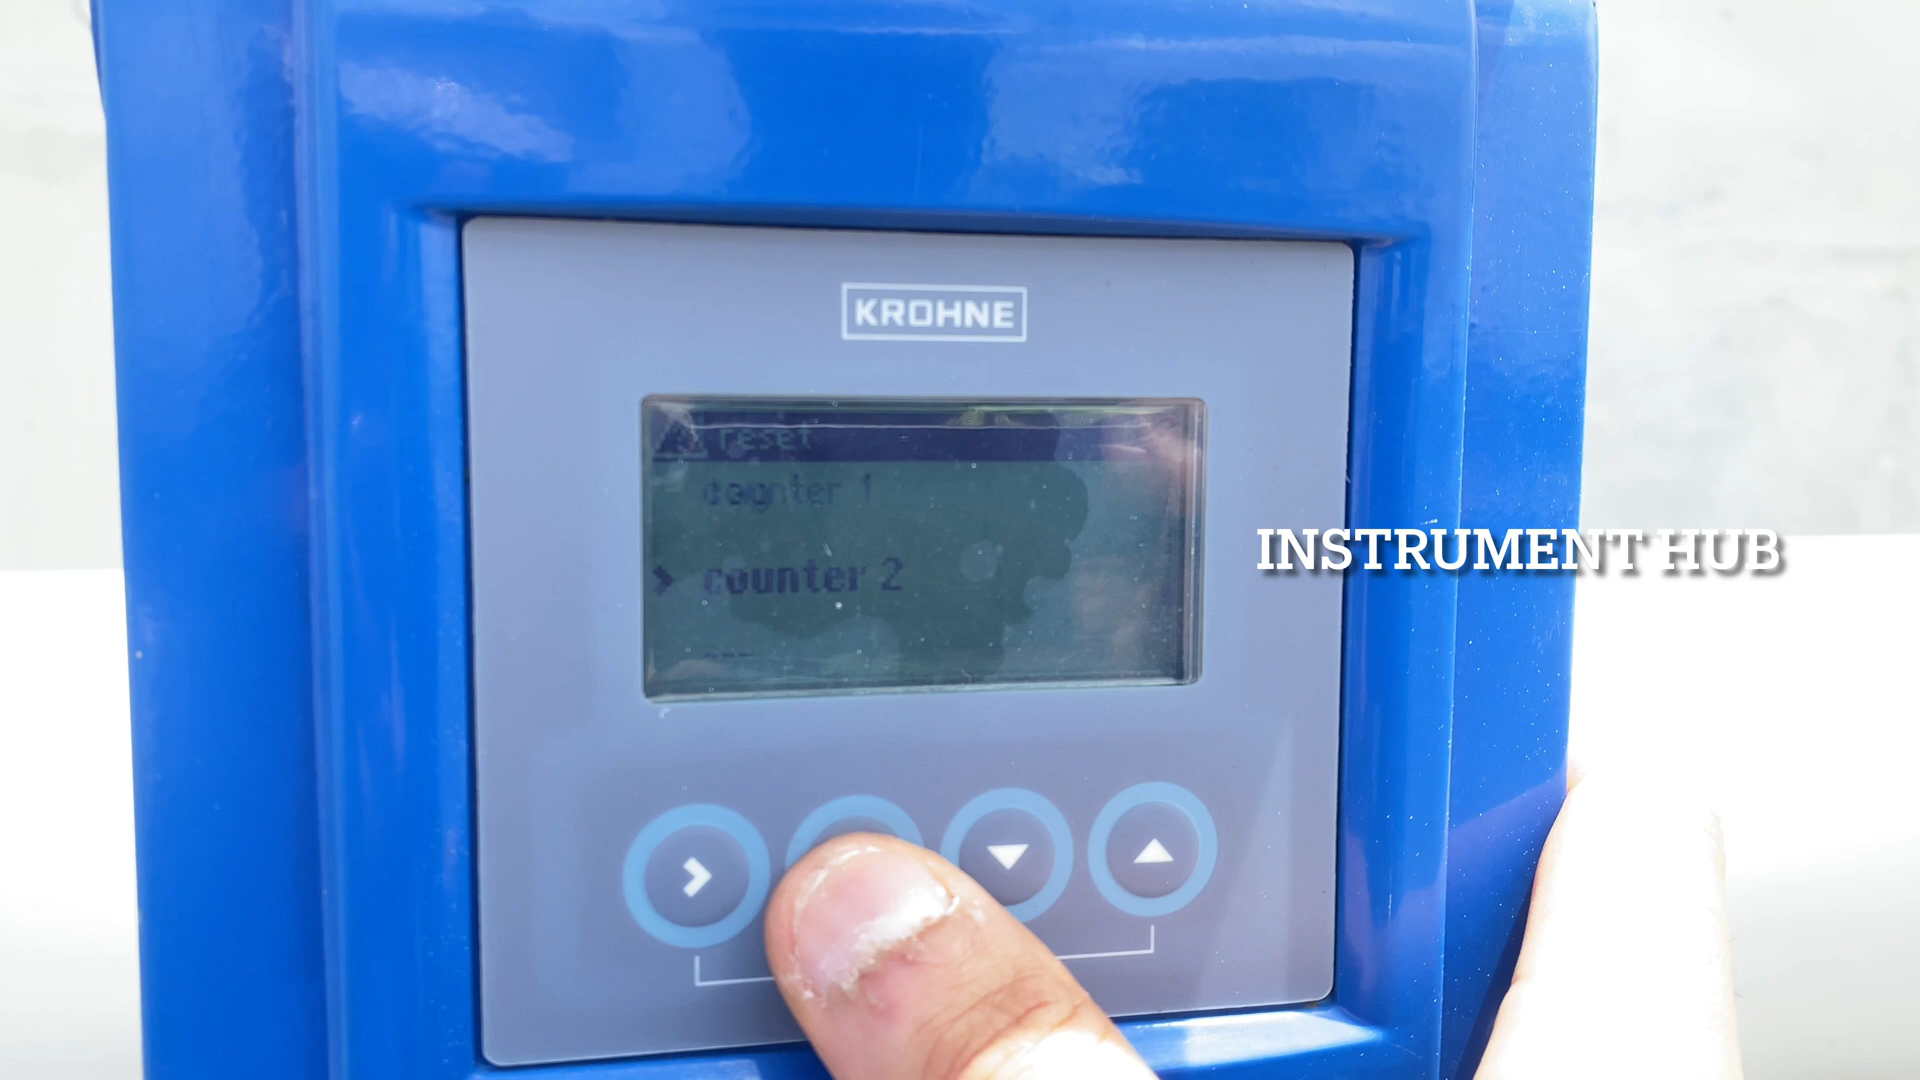 KROHNE
reset
counter 1
> counter 2
---
INSTRUMENT HUB